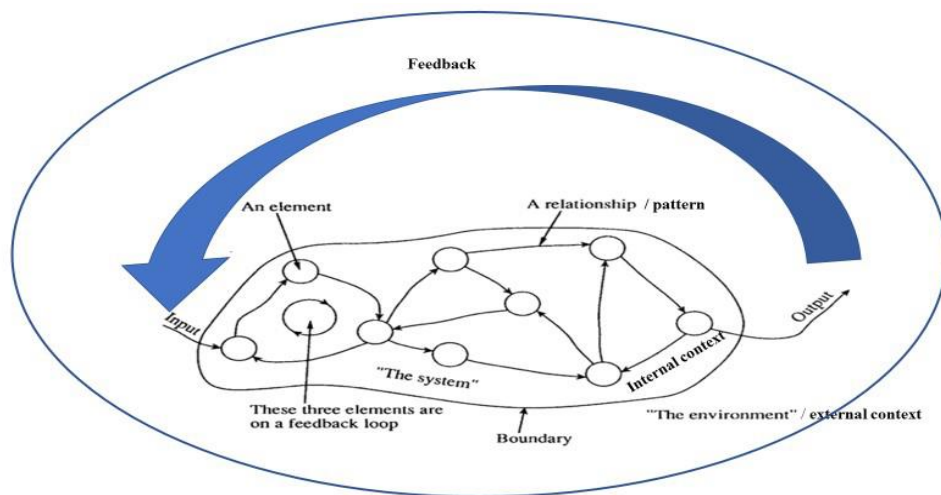 Feedback
An element
A relationship / pattern
Input
Output
"The system"
Internal context
These three elements are
on a feedback loop
"The environment" / external context
Boundary